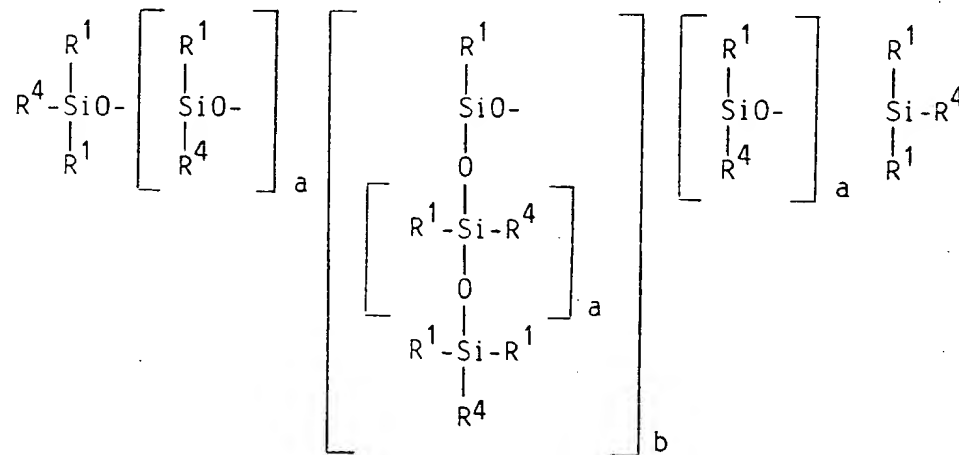 R¹ R¹ R¹ R¹ R¹
R⁴-SiO- SiO- SiO- SiO- Si-R⁴
R¹ R⁴ a O R⁴ a R¹
R¹-Si-R⁴
O a
R¹-Si-R¹
R⁴
b